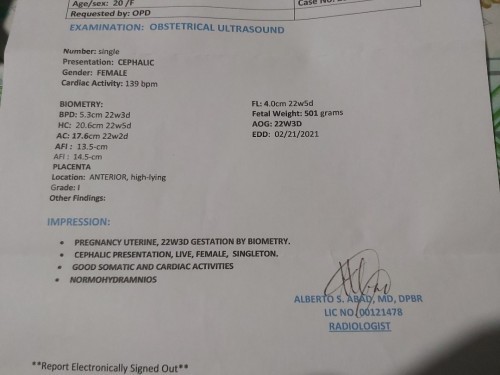 Age/sex: 20 /F
Requested by: OPD
Case No:
EXAMINATION: OBSTETRICAL ULTRASOUND
Number: single
Presentation: CEPHALIC
Gender: FEMALE
Cardiac Activity: 139 bpm
BIOMETRY:
BPD: 5.3cm 22w3d
HC: 20.6cm 22w5d
AC: 17.6cm 22w2d
AFI : 13.5-cm
AFI : 14.5-cm
PLACENTA
Location: ANTERIOR, high-lying
Grade: I
Other Findings:
FL: 4.0cm 22w5d
Fetal Weight: 501 grams
AOG: 22W3D
EDD: 02/21/2021
IMPRESSION:
• PREGNANCY UTERINE, 22W3D GESTATION BY BIOMETRY.
• CEPHALIC PRESENTATION, LIVE, FEMALE, SINGLETON.
• GOOD SOMATIC AND CARDIAC ACTIVITIES
• NORMOHYDRAMNIOS
ALBERTO S. ABAD, MD, DPBR
LIC NO. 00121478
RADIOLOGIST
**Report Electronically Signed Out**